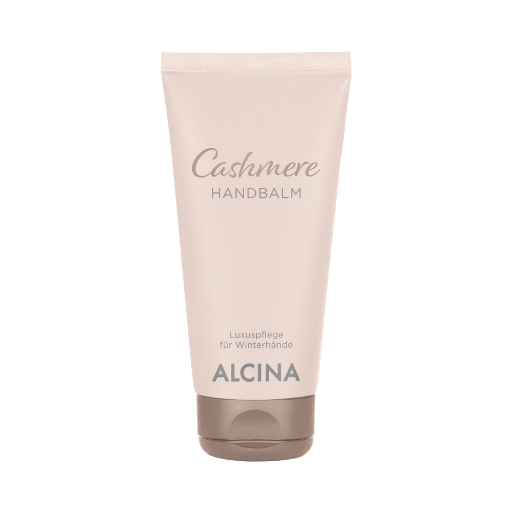 Cashmere
HANDBALM
Luxuspflege
für Winterhände
ALCINA